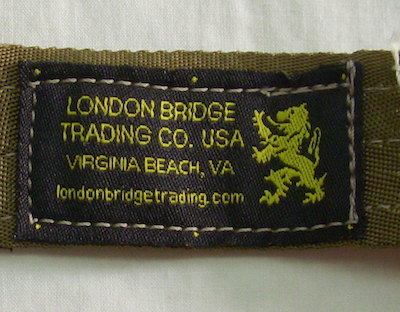 LONDON BRIDGE
TRADING CO. USA
VIRGINIA BEACH, VA
londonbridgetrading.com